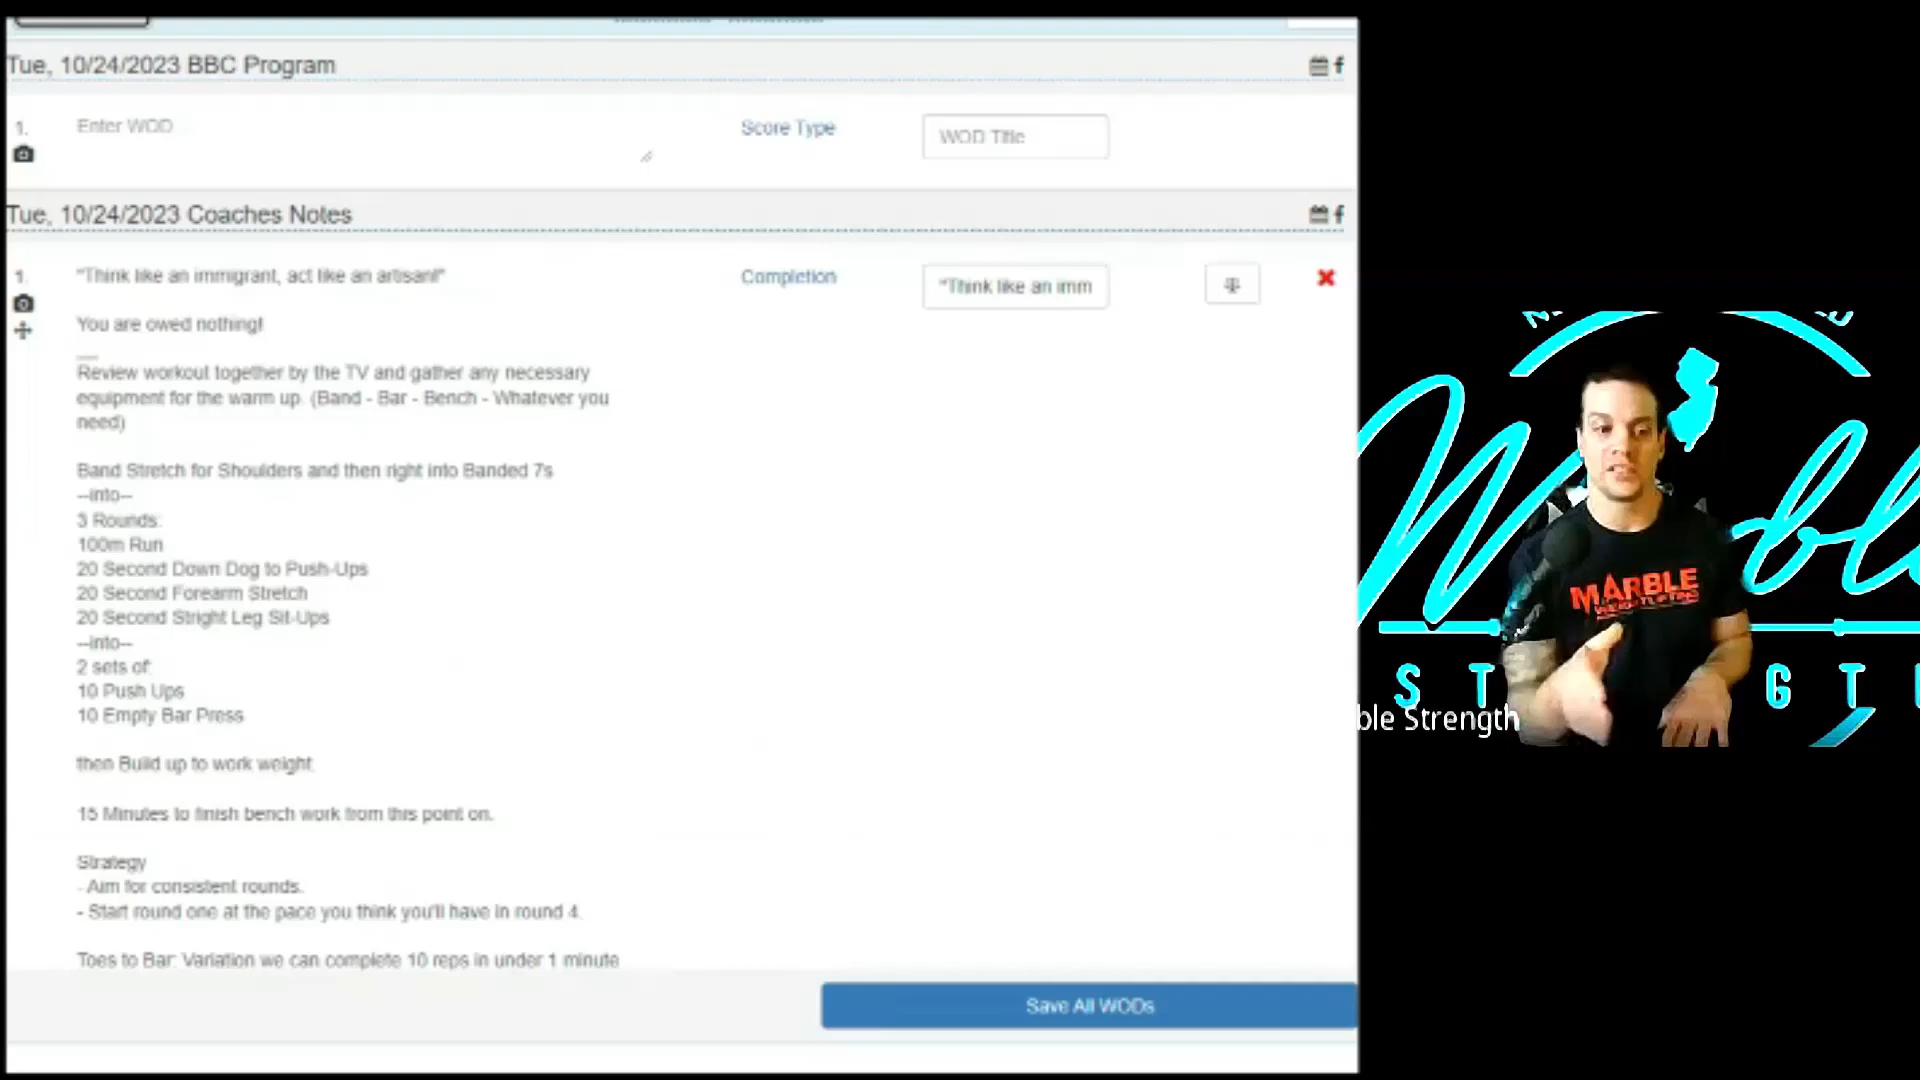 Tue, 10/24/2023 BBC Program
1.
Enter WOD
Score Type
WOD Title
Tue, 10/24/2023 Coaches Notes
1.
"Think like an immigrant, act like an artisan!"
Completion
"Think like an imm
You are owed nothing!
Review workout together by the TV and gather any necessary
equipment for the warm up. (Band - Bar - Bench - Whatever you
need)
Band Stretch for Shoulders and then right into Banded 7s
--into--
3 Rounds:
100m Run
20 Second Down Dog to Push-Ups
20 Second Forearm Stretch
20 Second Stright Leg Sit-Ups
--into--
2 sets of:
10 Push Ups
10 Empty Bar Press
then Build up to work weight.
15 Minutes to finish bench work from this point on.
Strategy
- Aim for consistent rounds.
- Start round one at the pace you think you'll have in round 4.
Toes to Bar: Variation we can complete 10 reps in under 1 minute
Save All WODs
MARBLE
WEIGHTLIFTING
S T
G T
ble Strength